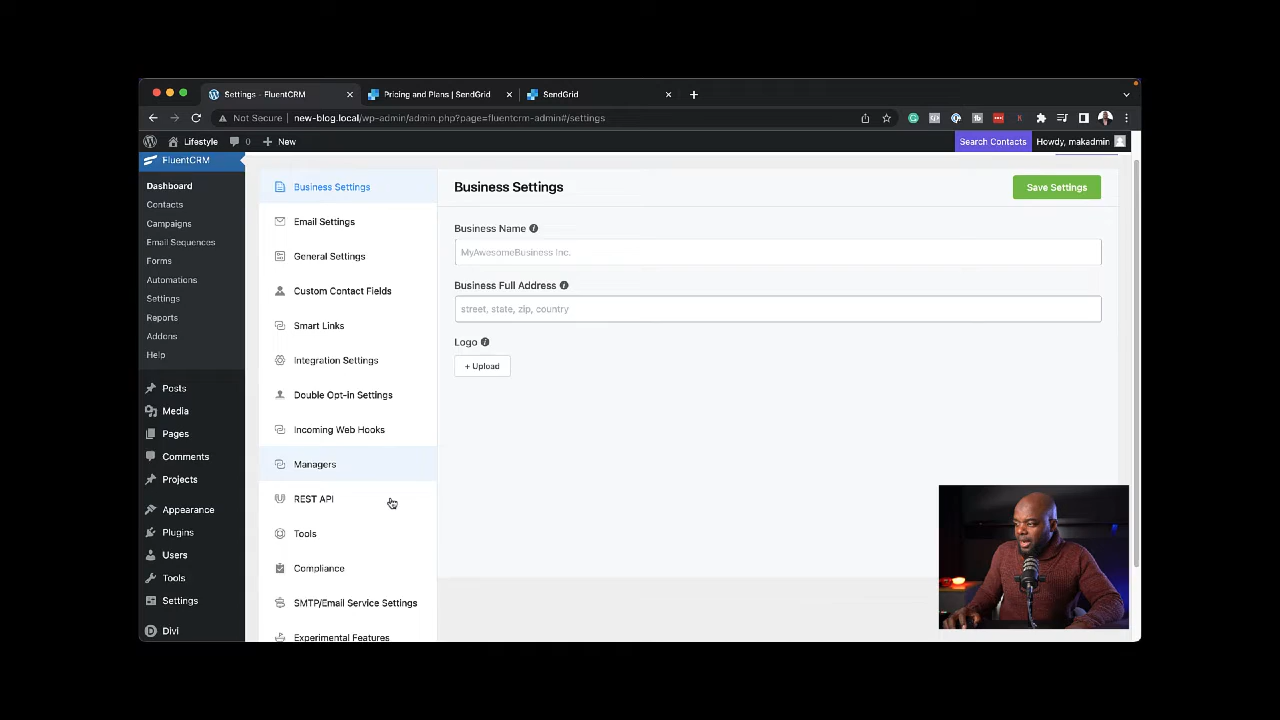 Settings - FluentCRM
Pricing and Plans | SendGrid
SendGrid
Not Secure
new-blog.local/wp-admin/admin.php?page=fluentcrm-admin#/settings
Lifestyle
0
New
Search Contacts
Howdy, makadmin
FluentCRM
Dashboard
Contacts
Campaigns
Email Sequences
Forms
Automations
Settings
Reports
Addons
Help
Posts
Media
Pages
Comments
Projects
Appearance
Plugins
Users
Tools
Settings
Divi
Business Settings
Email Settings
General Settings
Custom Contact Fields
Smart Links
Integration Settings
Double Opt-in Settings
Incoming Web Hooks
Managers
REST API
Tools
Compliance
SMTP/Email Service Settings
Experimental Features
Business Settings
Save Settings
Business Name
MyAwesomeBusiness Inc.
Business Full Address
street, state, zip, country
Logo
+ Upload